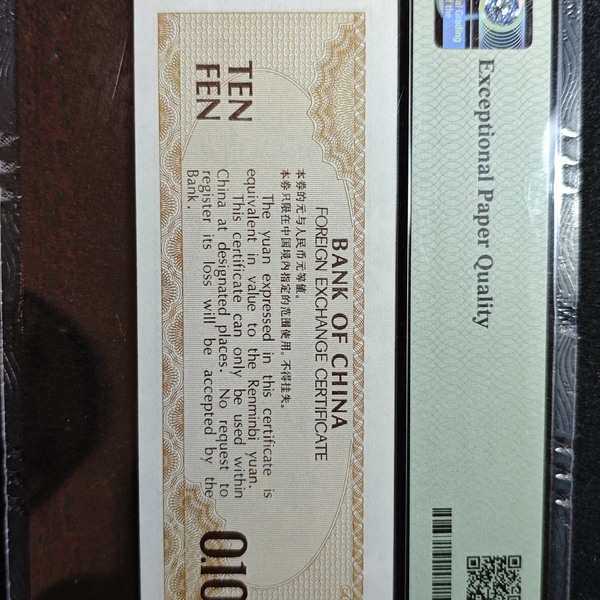 al Grading
the
Exceptional Paper Quality
BANK OF CHINA
FOREIGN EXCHANGE CERTIFICATE
本券的元与人民币元等值。
本券只限在中国境内指定的范围使用。不得挂失。
The yuan expressed in this certificate is
equivalent in value to the Renminbi yuan.
This certificate can only be used within
China at designated places. No request to
register its loss will be accepted by the
Bank.
TEN
FEN
0.10